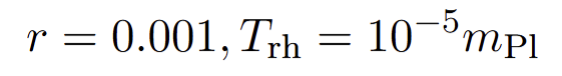 r = 0.001, T_rh = 10^−5 m_Pl